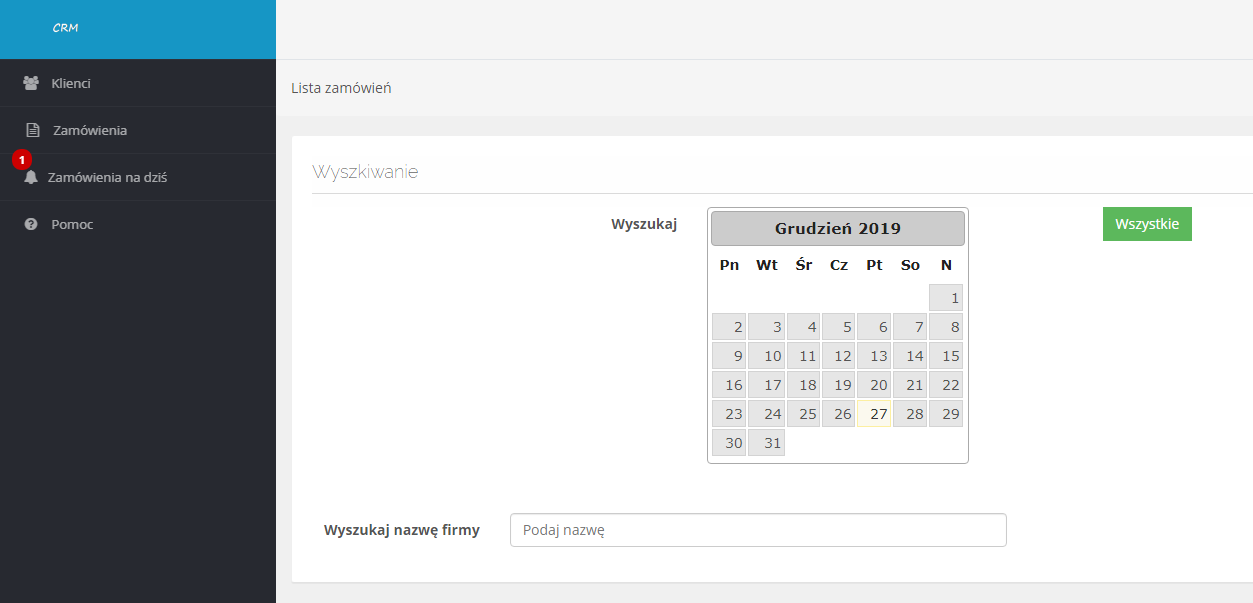 CRM
Klienci
Zamówienia
1
Zamówienia na dziś
Pomoc
Lista zamówień
Wyszkiwanie
Wyszukaj
Grudzień 2019
Pn Wt Śr Cz Pt So N
1
2 3 4 5 6 7 8
9 10 11 12 13 14 15
16 17 18 19 20 21 22
23 24 25 26 27 28 29
30 31
Wszystkie
Wyszukaj nazwę firmy
Podaj nazwę